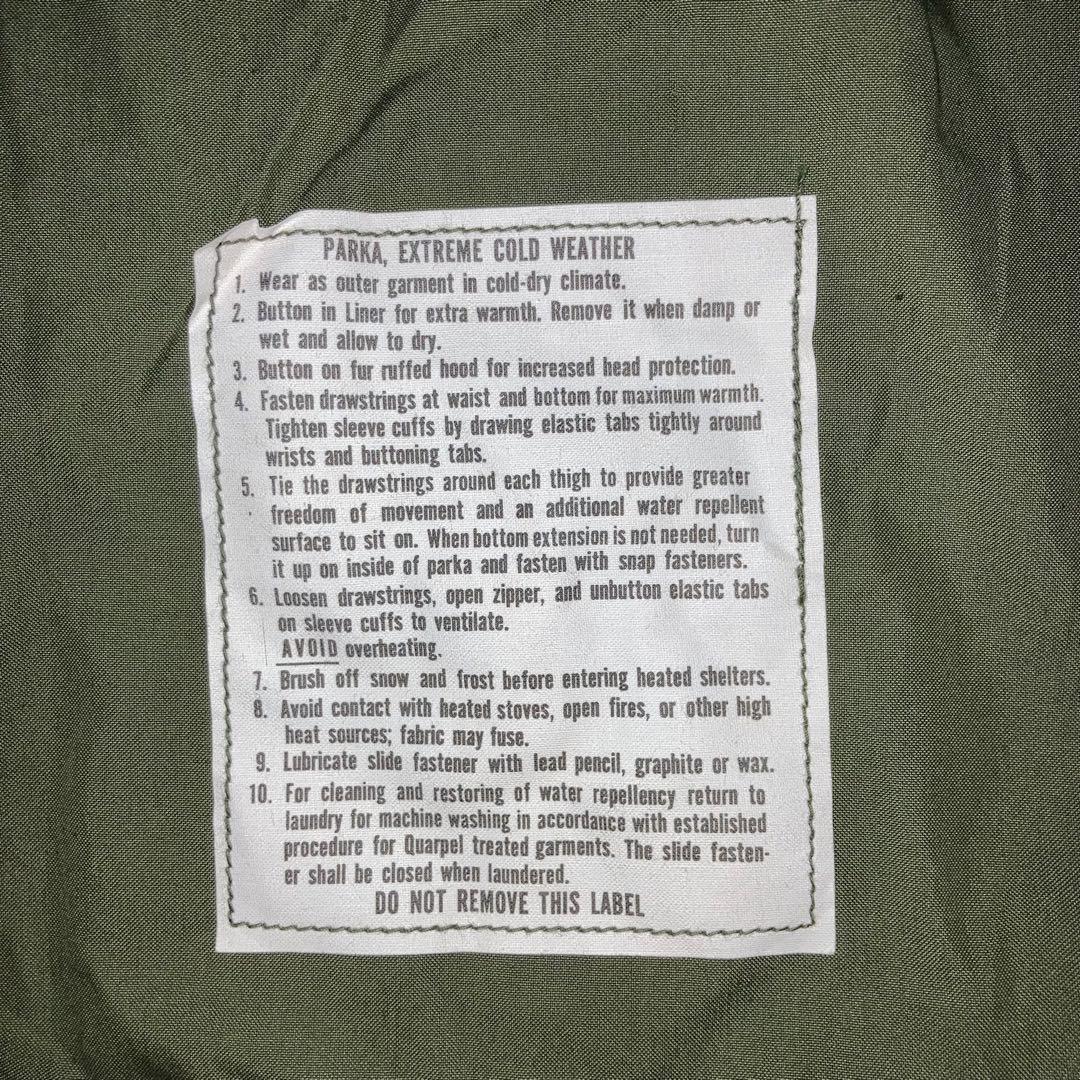 PARKA, EXTREME COLD WEATHER
1. Wear as outer garment in cold-dry climate.
2. Button in Liner for extra warmth. Remove it when damp or
wet and allow to dry.
3. Button on fur ruffed hood for increased head protection.
4. Fasten drawstrings at waist and bottom for maximum warmth.
Tighten sleeve cuffs by drawing elastic tabs tightly around
wrists and buttoning tabs.
5. Tie the drawstrings around each thigh to provide greater
freedom of movement and an additional water repellent
surface to sit on. When bottom extension is not needed, turn
it up on inside of parka and fasten with snap fasteners.
6. Loosen drawstrings, open zipper, and unbutton elastic tabs
on sleeve cuffs to ventilate.
AVOID overheating.
7. Brush off snow and frost before entering heated shelters.
8. Avoid contact with heated stoves, open fires, or other high
heat sources; fabric may fuse.
9. Lubricate slide fastener with lead pencil, graphite or wax.
10. For cleaning and restoring of water repellency return to
laundry for machine washing in accordance with established
procedure for Quarpel treated garments. The slide fasten-
er shall be closed when laundered.
DO NOT REMOVE THIS LABEL